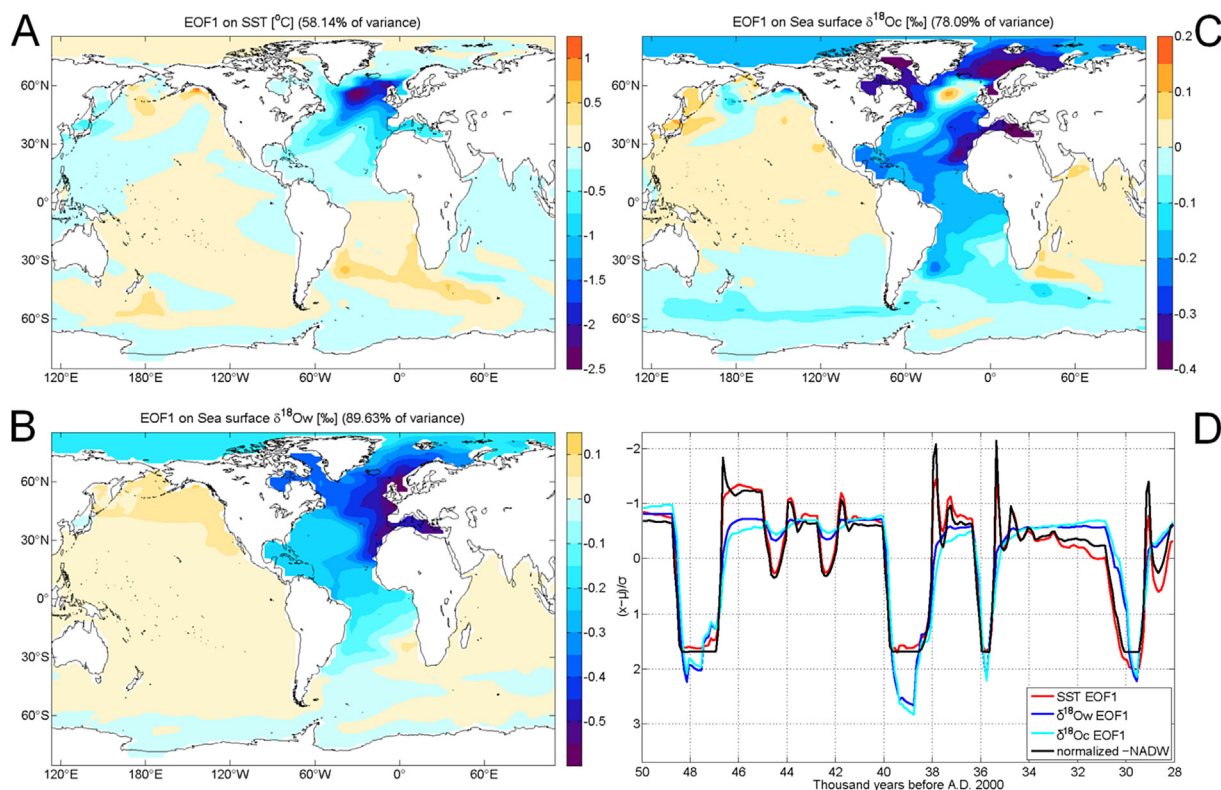 A
EOF1 on SST [°C] (58.14% of variance)
60°N
30°N
0°
30°S
60°S
120°E 180°E 120°W 60°W 0° 60°E
1
0.5
0
-0.5
-1
-1.5
-2
-2.5
C
EOF1 on Sea surface δ¹⁸Oc [‰] (78.09% of variance)
60°N
30°N
0°
30°S
60°S
120°E 180°E 120°W 60°W 0° 60°E
0.2
0.1
0
-0.1
-0.2
-0.3
-0.4
B
EOF1 on Sea surface δ¹⁸Ow [‰] (89.63% of variance)
60°N
30°N
0°
30°S
60°S
120°E 180°E 120°W 60°W 0° 60°E
0.1
0
-0.1
-0.2
-0.3
-0.4
-0.5
D
(x−μ)/σ
−2
−1
0
1
2
3
SST EOF1
δ¹⁸Ow EOF1
δ¹⁸Oc EOF1
normalized −NADW
50 48 46 44 42 40 38 36 34 32 30 28
Thousand years before A.D. 2000